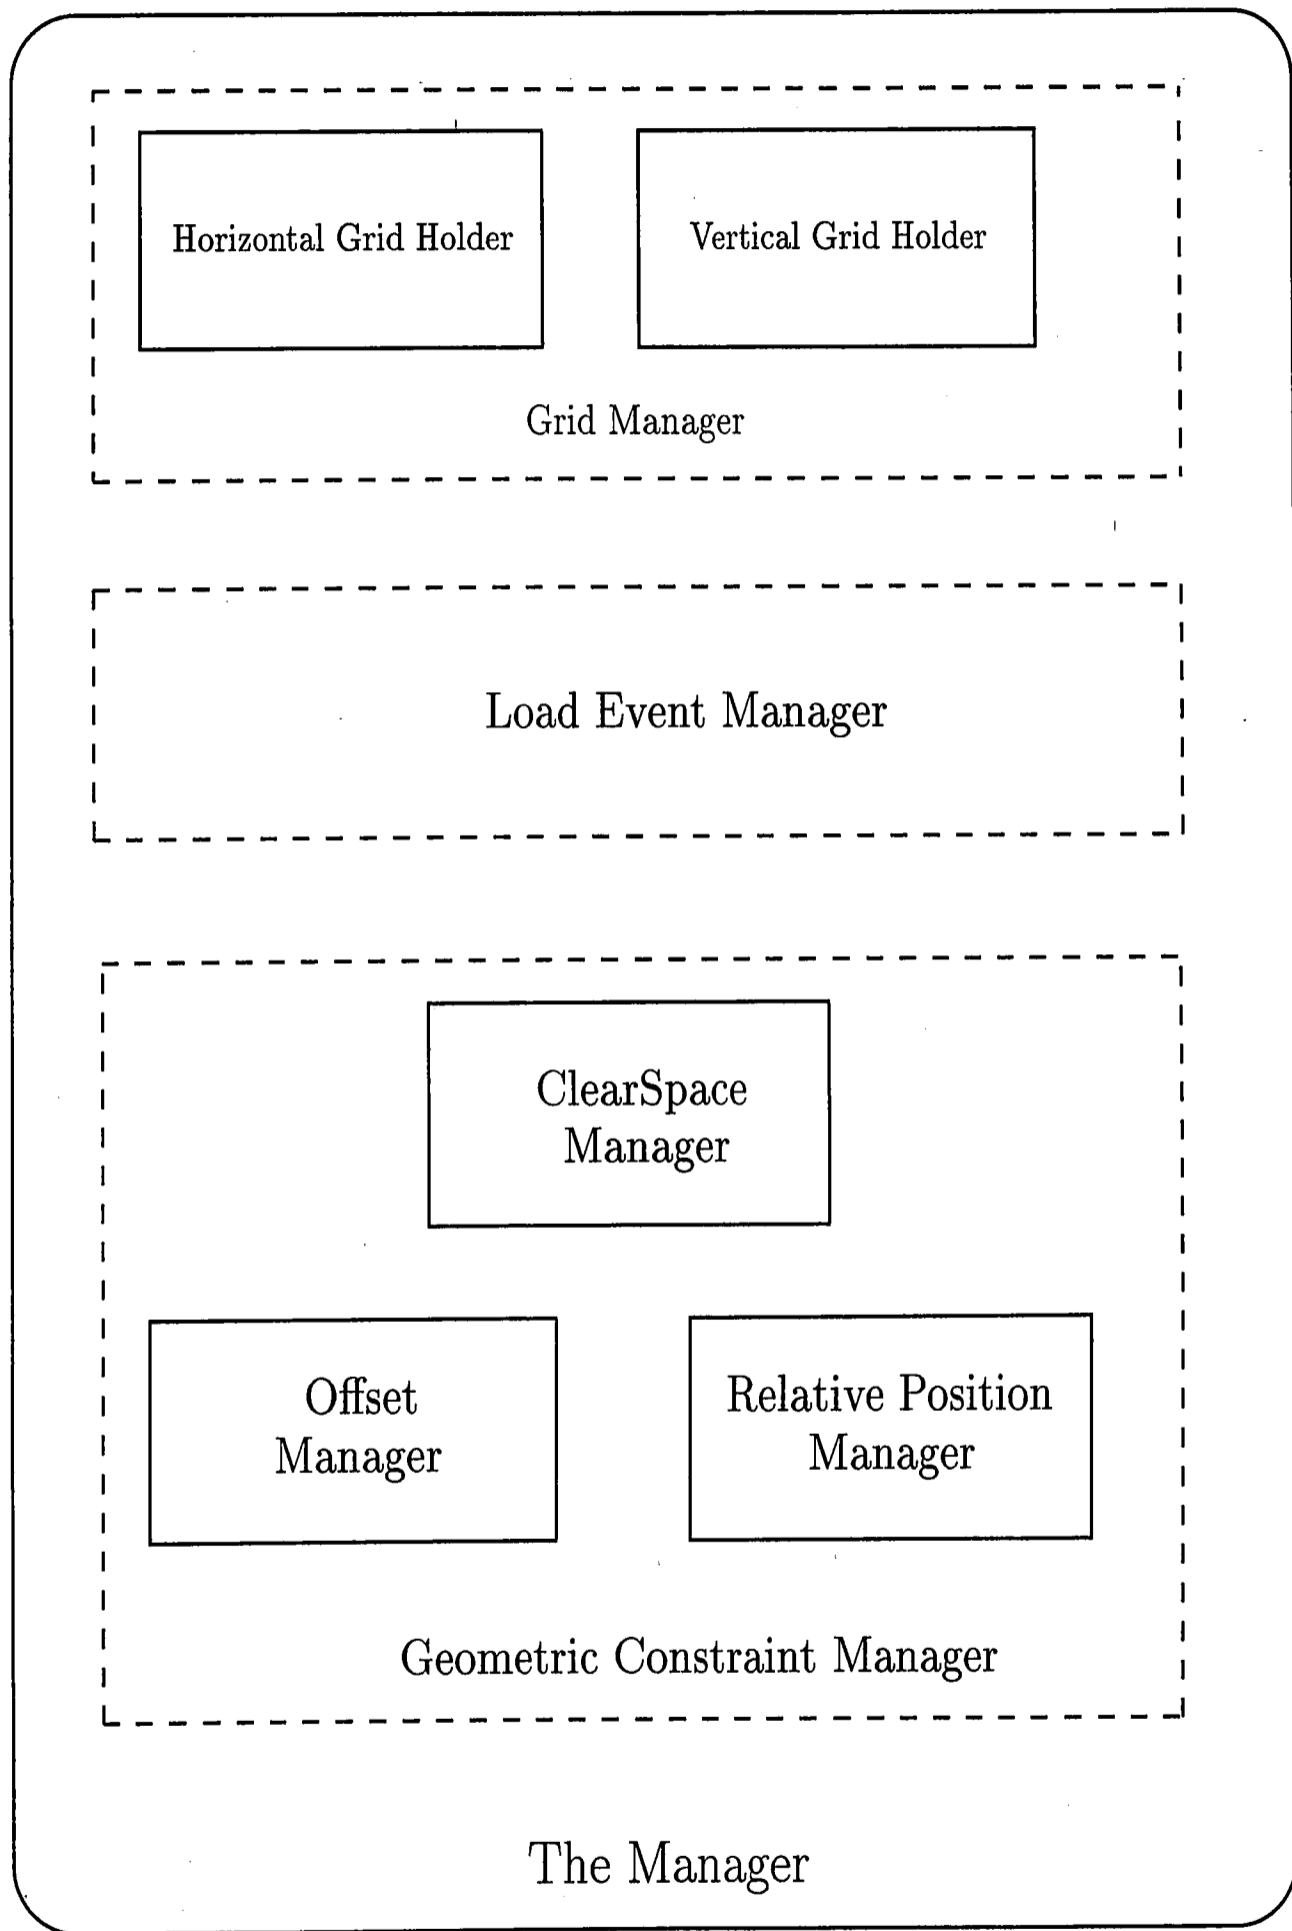 Horizontal Grid Holder
Vertical Grid Holder
Grid Manager
Load Event Manager
ClearSpace
Manager
Offset
Manager
Relative Position
Manager
Geometric Constraint Manager
The Manager